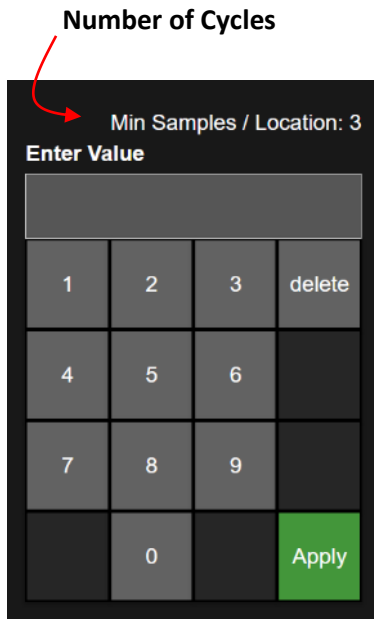 Number of Cycles
Min Samples / Location: 3
Enter Value
1 2 3 delete
4 5 6
7 8 9
0 Apply